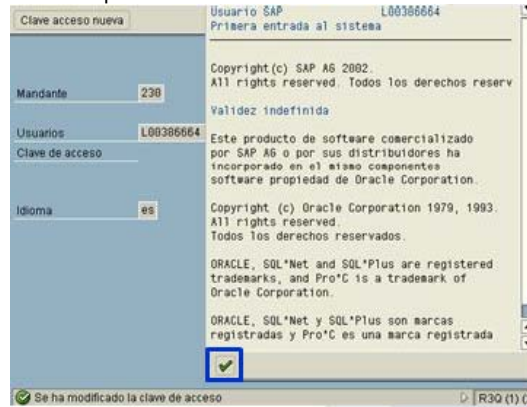 Clave acceso nueva
Mandante 230
Usuarios L00386664
Clave de acceso
Idioma es
Usuario SAP L00386664
Primera entrada al sistema
Copyright(c) SAP AG 2002.
All rights reserved. Todos los derechos reserv
Validez indefinida
Este producto de software comercializado
por SAP AG o por sus distribuidores ha
incorporado en el mismo componentes
software propiedad de Oracle Corporation.
Copyright (c) Oracle Corporation 1979, 1993.
All rights reserved.
Todos los derechos reservados.
ORACLE, SQL*Net and SQL*Plus are registered
trademarks, and Pro*C is a trademark of
Oracle Corporation.
ORACLE, SQL*Net y SQL*Plus son marcas
registradas y Pro*C es una marca registrada
Se ha modificado la clave de acceso
R3Q (1) (